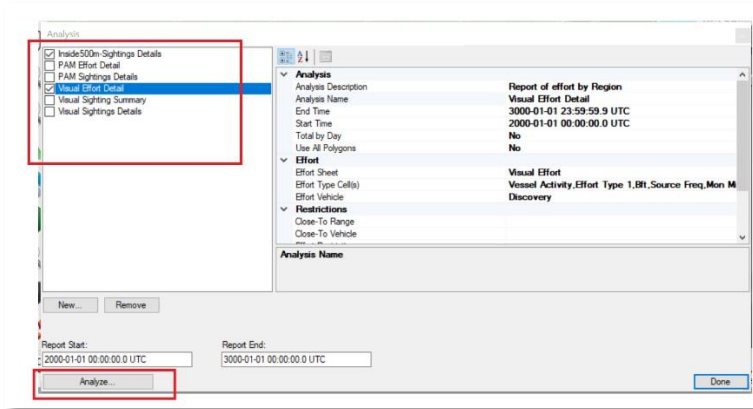 Analysis
Inside500m-Sightings Details
PAM Effort Detail
PAM Sightings Details
Visual Effort Detail
Visual Sighting Summary
Visual Sightings Details
Analysis
Analysis Description Report of effort by Region
Analysis Name Visual Effort Detail
End Time 3000-01-01 23:59:59.9 UTC
Start Time 2000-01-01 00:00:00.0 UTC
Total by Day No
Use All Polygons No
Effort
Effort Sheet Visual Effort
Effort Type Cell(s) Vessel Activity,Effort Type 1,Bft,Source Freq,Mon M
Effort Vehicle Discovery
Restrictions
Close-To Range
Close-To Vehicle
Analysis Name
New... Remove
Report Start: Report End:
2000-01-01 00:00:00.0 UTC 3000-01-01 00:00:00.0 UTC
Analyze... Done